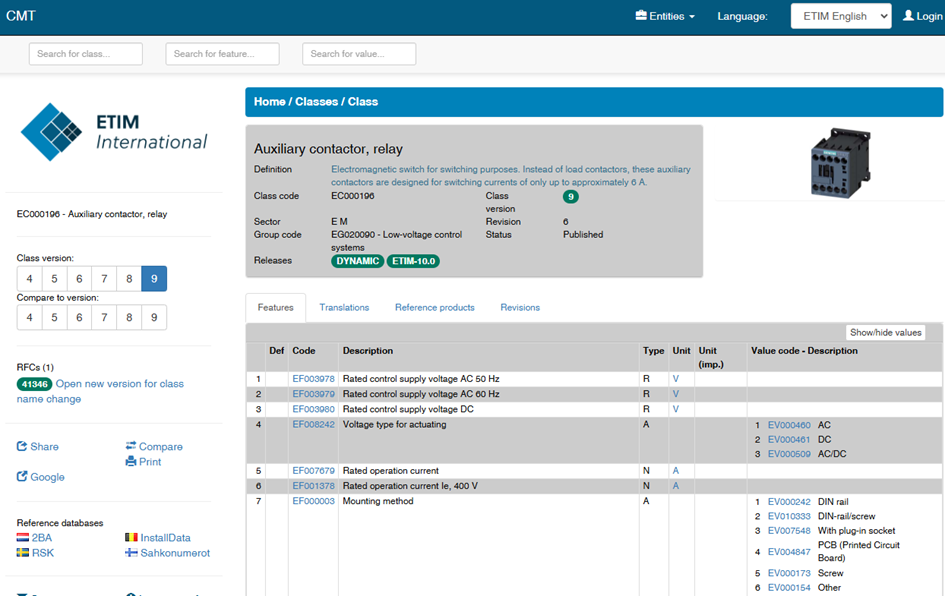 CMT
Entities
Language:
ETIM English
Login
Search for class...
Search for feature...
Search for value...
ETIM
International
EC000196 - Auxiliary contactor, relay
Class version:
4 5 6 7 8 9
Compare to version:
4 5 6 7 8 9
RFCs (1)
41346 Open new version for class
name change
Share
Compare
Print
Google
Reference databases
2BA
InstallData
RSK
Sahkonumerot
Home / Classes / Class
Auxiliary contactor, relay
Definition Electromagnetic switch for switching purposes. Instead of load contactors, these auxiliary
contactors are designed for switching currents of only up to approximately 6 A.
Class code EC000196 Class
version 9
Sector E M Revision 6
Group code EG020090 - Low-voltage control
systems Status Published
Releases DYNAMIC ETIM-10.0
SIEMENS
Features Translations Reference products Revisions
Show/hide values
Def Code Description Type Unit Unit
(imp.) Value code - Description
1 EF003978 Rated control supply voltage AC 50 Hz R V
2 EF003979 Rated control supply voltage AC 60 Hz R V
3 EF003980 Rated control supply voltage DC R V
4 EF008242 Voltage type for actuating A 1 EV000460 AC
2 EV000461 DC
3 EV000509 AC/DC
5 EF007679 Rated operation current N A
6 EF001378 Rated operation current Ie, 400 V N A
7 EF000003 Mounting method A 1 EV000242 DIN rail
2 EV010333 DIN-rail/screw
3 EV007548 With plug-in socket
4 EV004847 PCB (Printed Circuit
Board)
5 EV000173 Screw
6 EV000154 Other